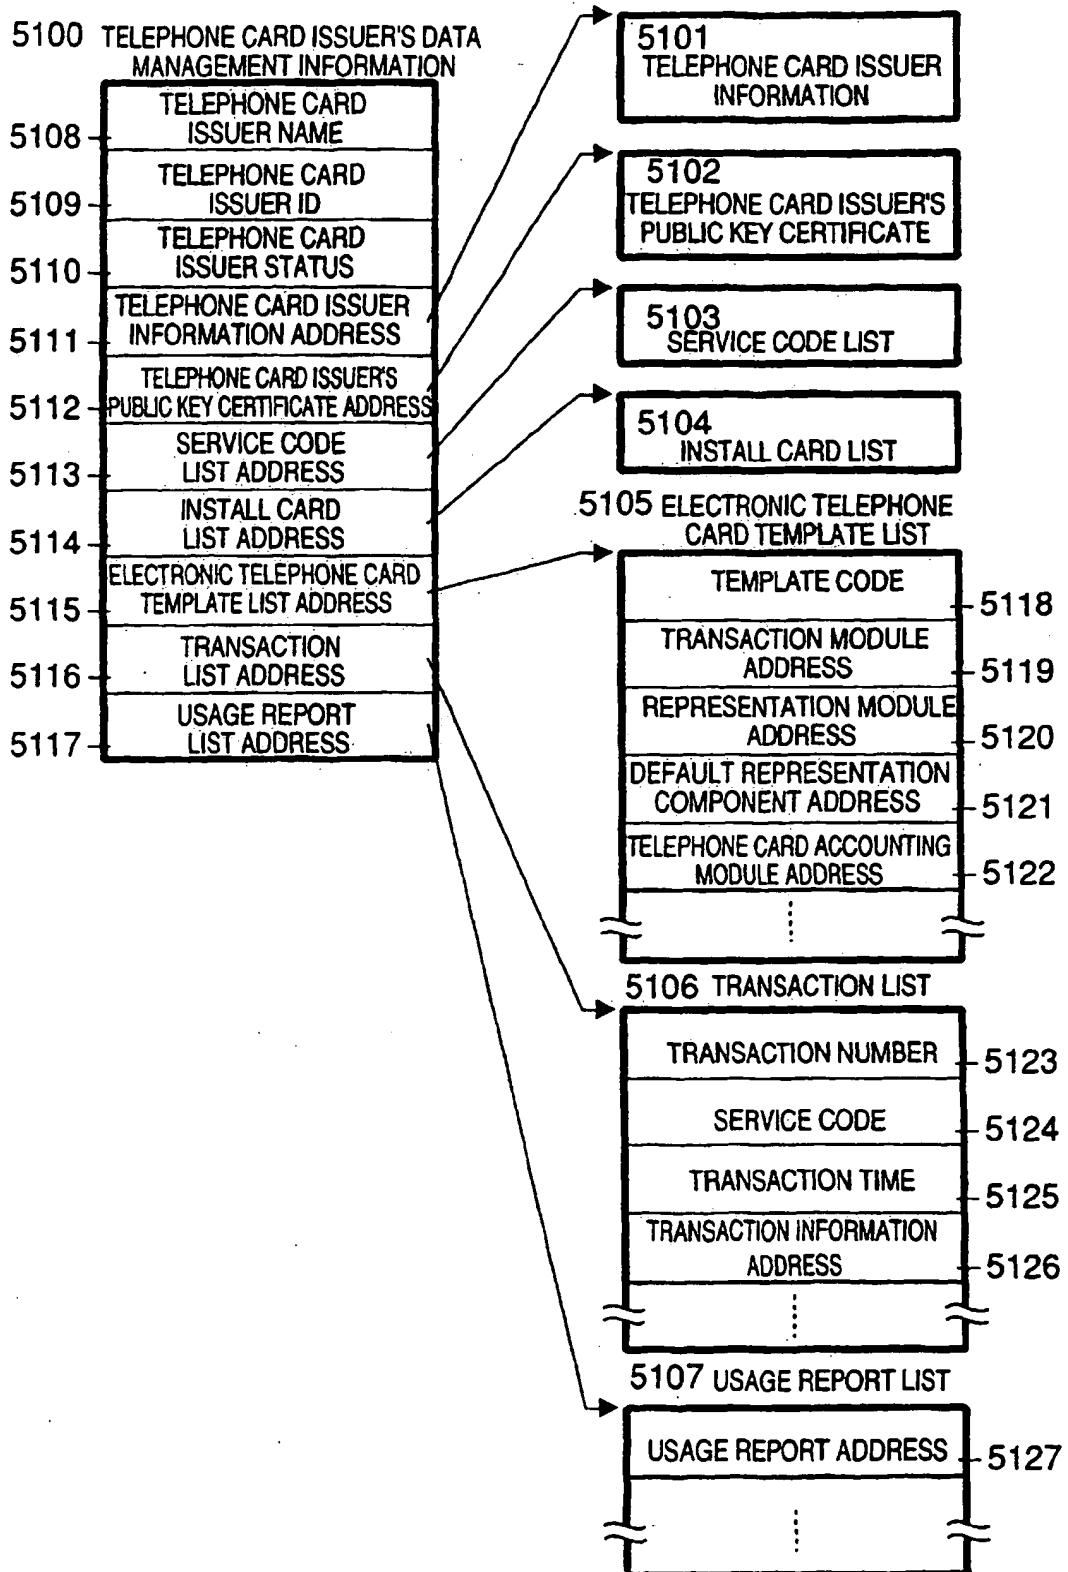 5100 TELEPHONE CARD ISSUER'S DATA
MANAGEMENT INFORMATION
TELEPHONE CARD
ISSUER NAME
5108
TELEPHONE CARD
ISSUER ID
5109
TELEPHONE CARD
ISSUER STATUS
5110
TELEPHONE CARD ISSUER
INFORMATION ADDRESS
5111
TELEPHONE CARD ISSUER'S
PUBLIC KEY CERTIFICATE ADDRESS
5112
SERVICE CODE
LIST ADDRESS
5113
INSTALL CARD
LIST ADDRESS
5114
ELECTRONIC TELEPHONE CARD
TEMPLATE LIST ADDRESS
5115
TRANSACTION
LIST ADDRESS
5116
USAGE REPORT
LIST ADDRESS
5117
5101
TELEPHONE CARD ISSUER
INFORMATION
5102
TELEPHONE CARD ISSUER'S
PUBLIC KEY CERTIFICATE
5103
SERVICE CODE LIST
5104
INSTALL CARD LIST
5105 ELECTRONIC TELEPHONE
CARD TEMPLATE LIST
TEMPLATE CODE
5118
TRANSACTION MODULE
ADDRESS
5119
REPRESENTATION MODULE
ADDRESS
5120
DEFAULT REPRESENTATION
COMPONENT ADDRESS
5121
TELEPHONE CARD ACCOUNTING
MODULE ADDRESS
5122
5106 TRANSACTION LIST
TRANSACTION NUMBER
5123
SERVICE CODE
5124
TRANSACTION TIME
5125
TRANSACTION INFORMATION
ADDRESS
5126
5107 USAGE REPORT LIST
USAGE REPORT ADDRESS
5127